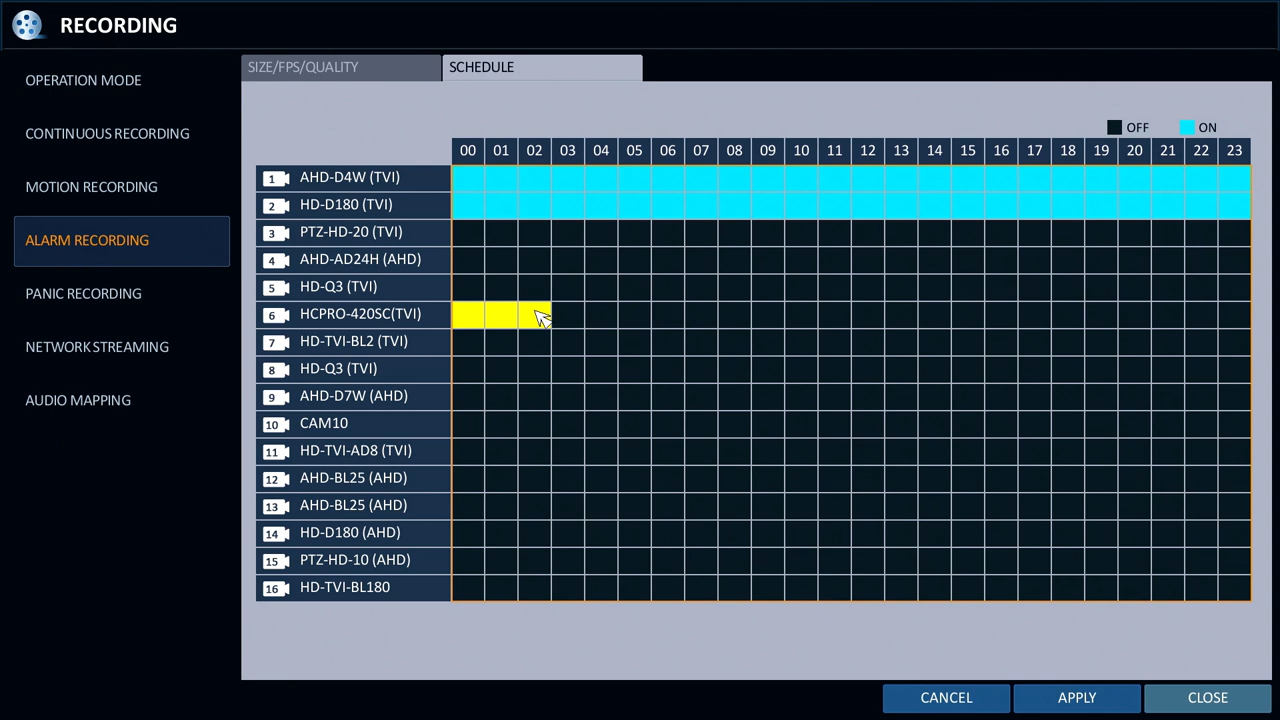 RECORDING
OPERATION MODE
CONTINUOUS RECORDING
MOTION RECORDING
ALARM RECORDING
PANIC RECORDING
NETWORK STREAMING
AUDIO MAPPING
SIZE/FPS/QUALITY SCHEDULE
OFF ON
00 01 02 03 04 05 06 07 08 09 10 11 12 13 14 15 16 17 18 19 20 21 22 23
1 AHD-D4W (TVI)
2 HD-D180 (TVI)
3 PTZ-HD-20 (TVI)
4 AHD-AD24H (AHD)
5 HD-Q3 (TVI)
6 HCPRO-420SC(TVI)
7 HD-TVI-BL2 (TVI)
8 HD-Q3 (TVI)
9 AHD-D7W (AHD)
10 CAM10
11 HD-TVI-AD8 (TVI)
12 AHD-BL25 (AHD)
13 AHD-BL25 (AHD)
14 HD-D180 (AHD)
15 PTZ-HD-10 (AHD)
16 HD-TVI-BL180
CANCEL APPLY CLOSE